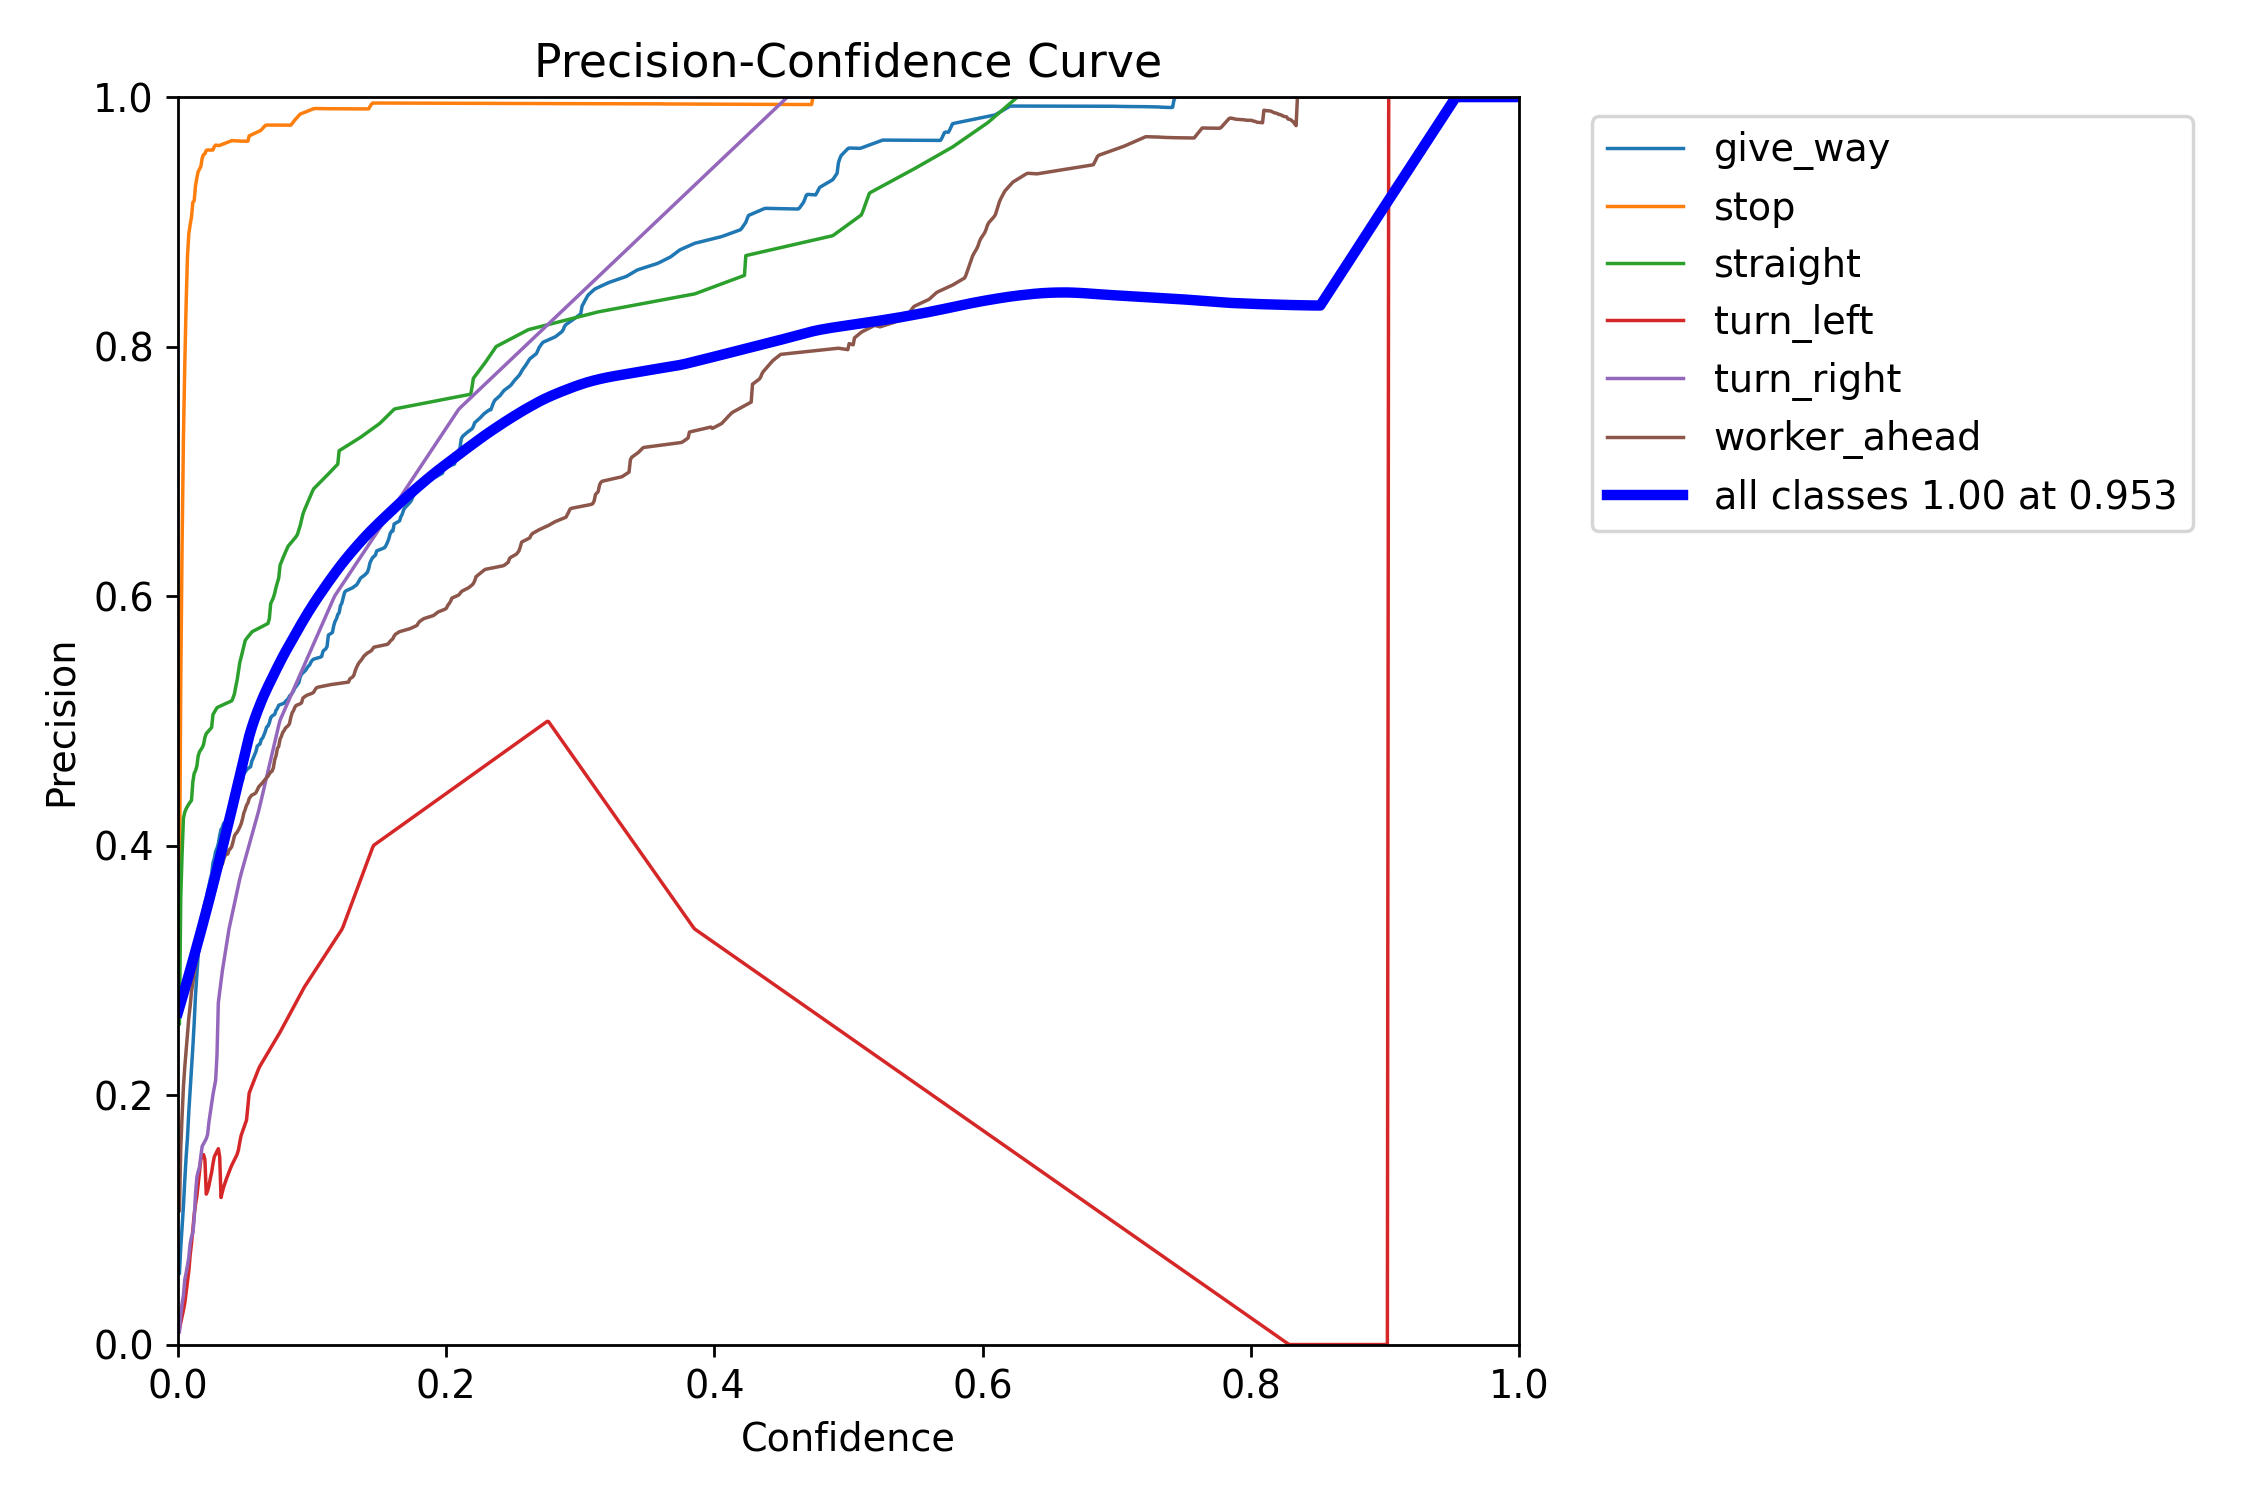 Precision-Confidence Curve
1.0
0.8
0.6
0.4
0.2
0.0
Precision
0.0 0.2 0.4 0.6 0.8 1.0
Confidence
give_way
stop
straight
turn_left
turn_right
worker_ahead
all classes 1.00 at 0.953